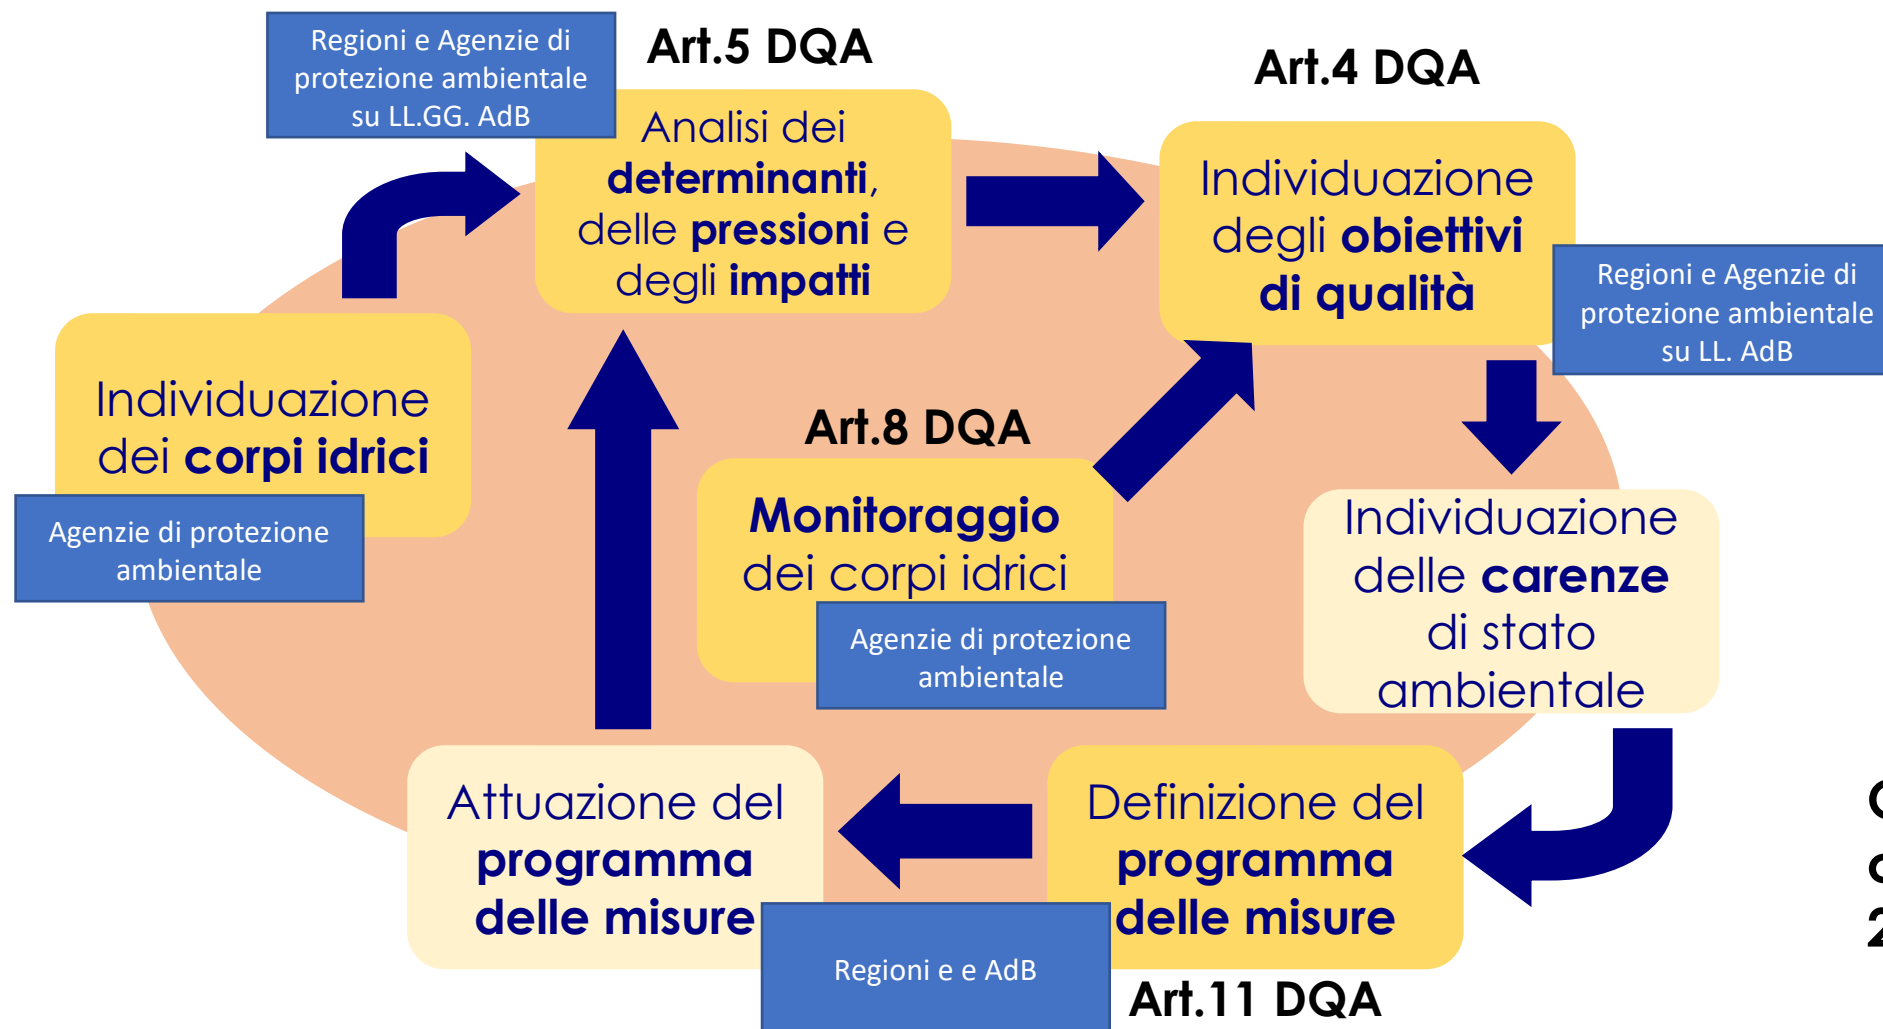 Regioni e Agenzie di
protezione ambientale
su LL.GG. AdB
Art.5 DQA
Analisi dei
determinanti,
delle pressioni e
degli impatti
Art.4 DQA
Individuazione
degli obiettivi
di qualità
Regioni e Agenzie di
protezione ambientale
su LL. AdB
Individuazione
dei corpi idrici
Agenzie di protezione
ambientale
Art.8 DQA
Monitoraggio
dei corpi idrici
Agenzie di protezione
ambientale
Individuazione
delle carenze
di stato
ambientale
Attuazione del
programma
delle misure
Definizione del
programma
delle misure
Regioni e e AdB
Art.11 DQA